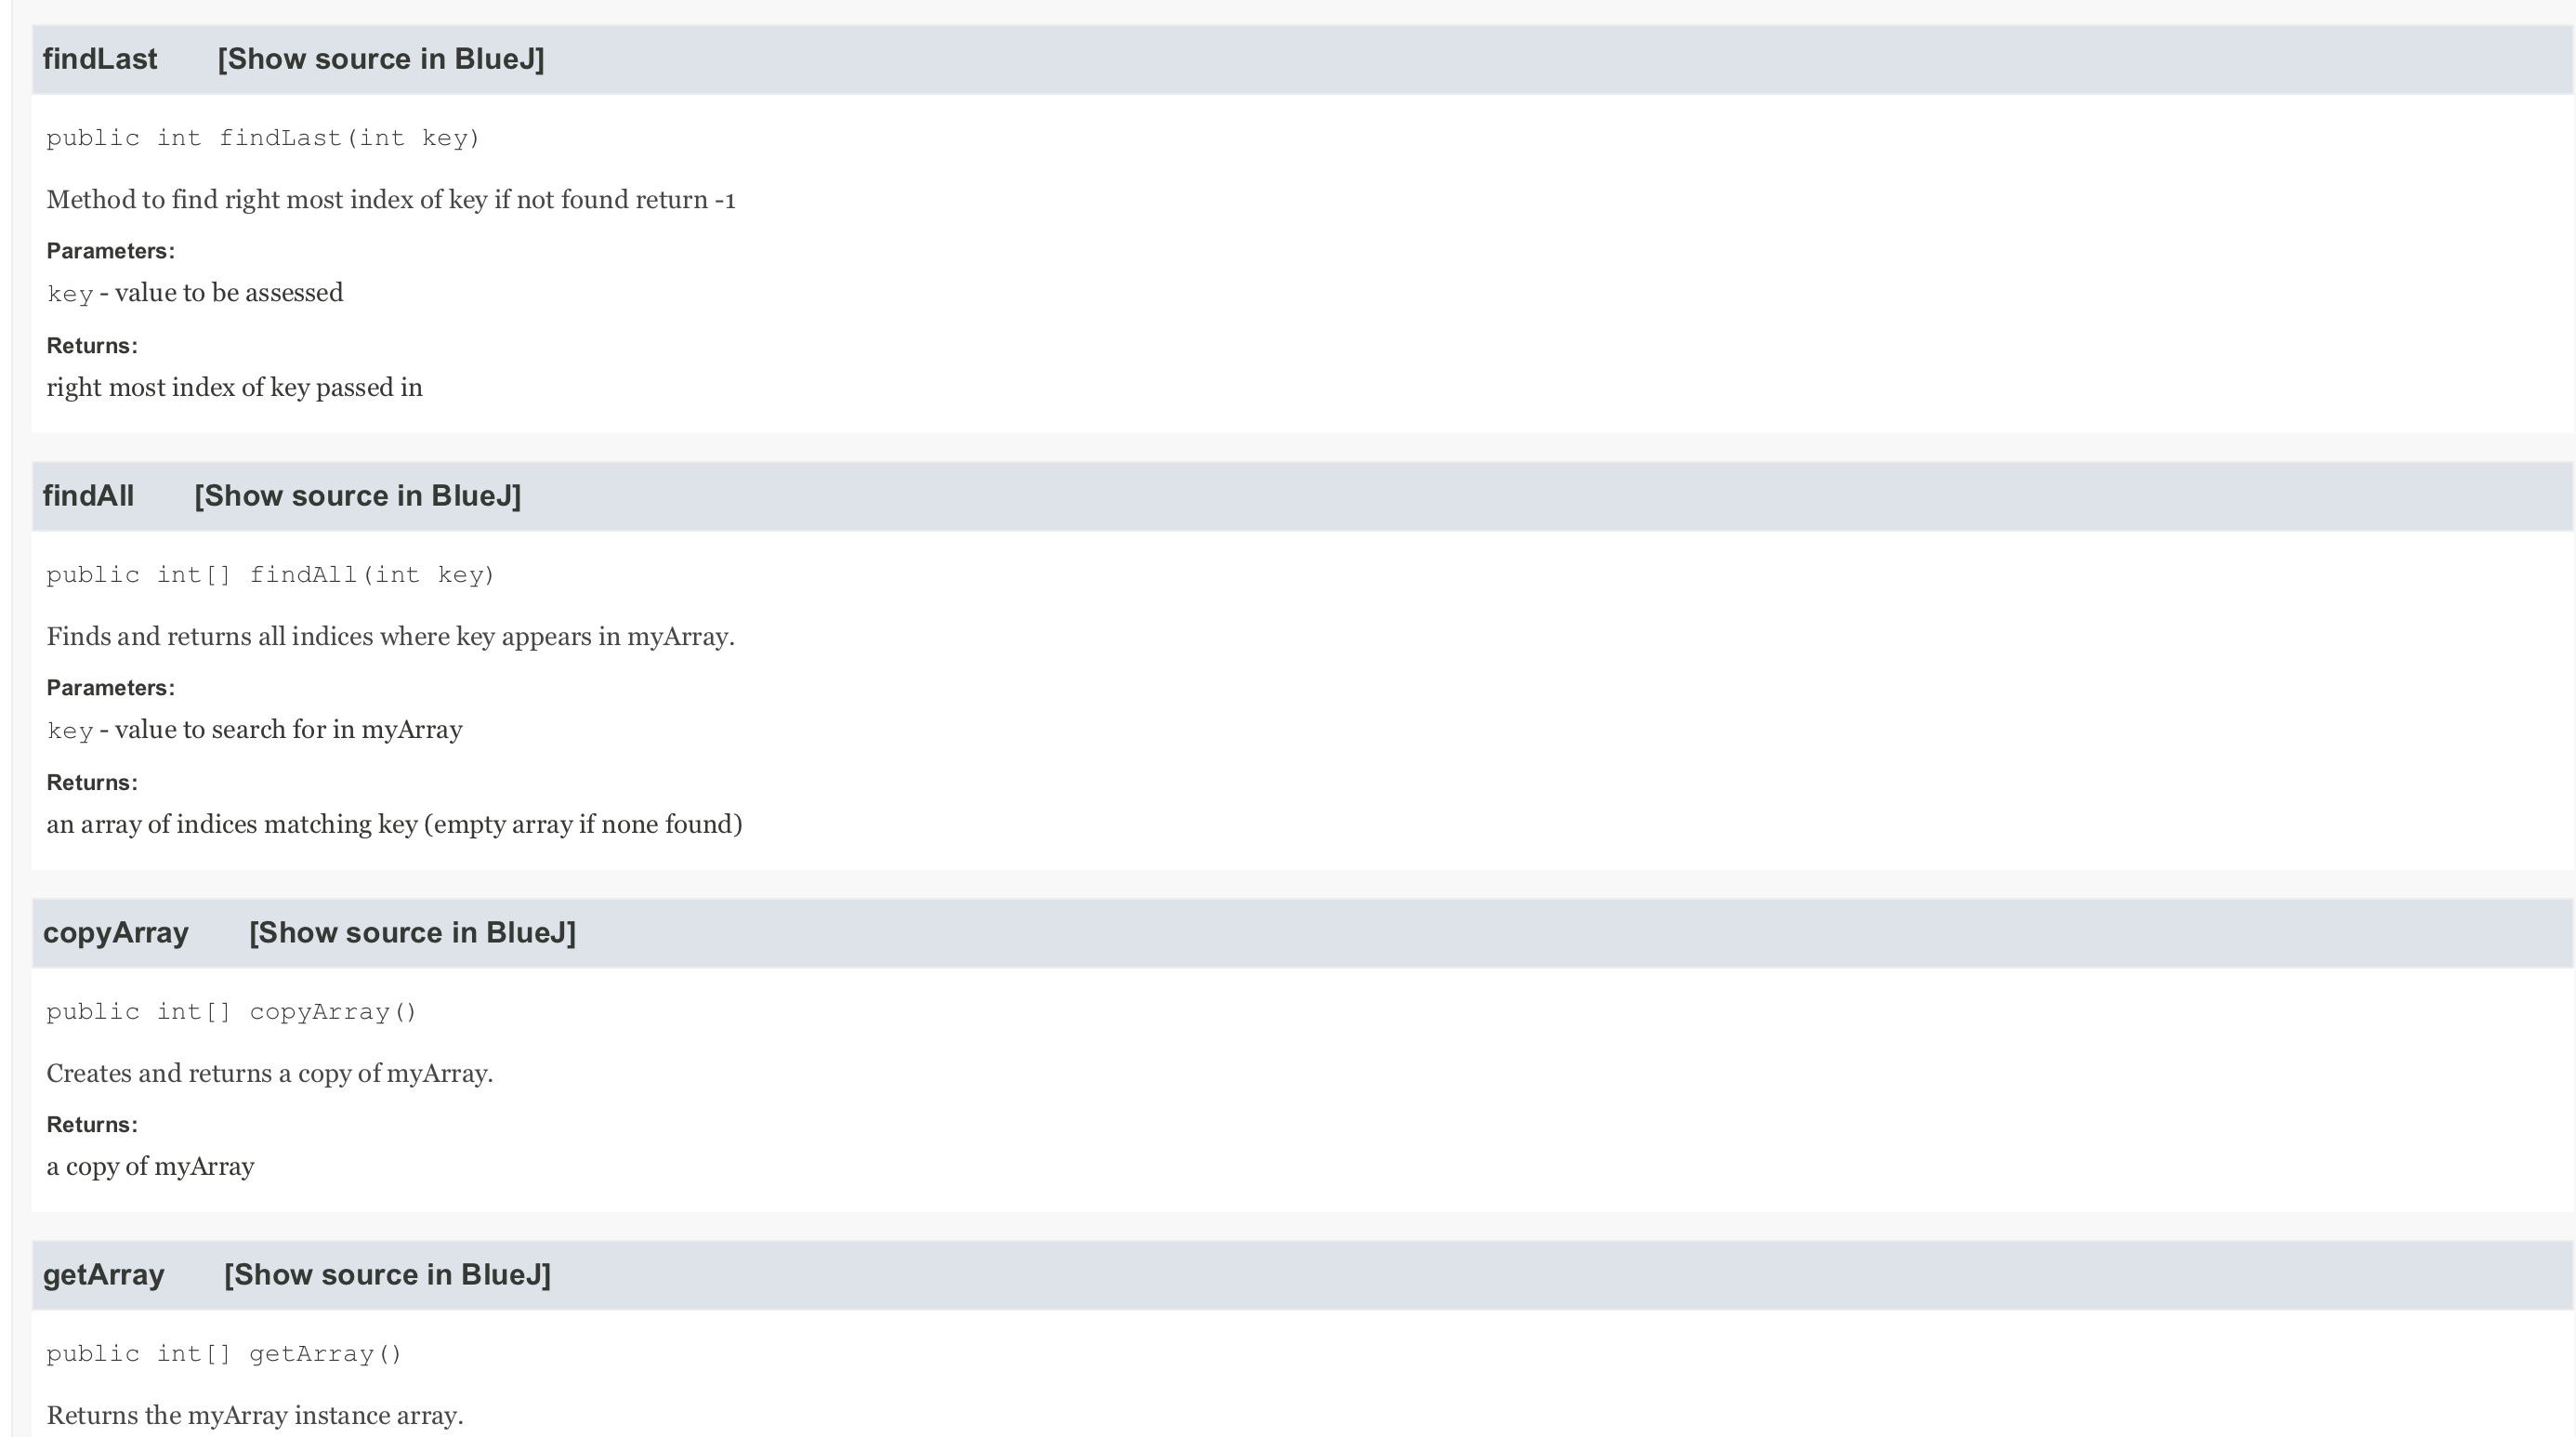 findLast [Show source in BlueJ]
public int findLast(int key)
Method to find right most index of key if not found return -1
Parameters:
key - value to be assessed
Returns:
right most index of key passed in
findAll [Show source in BlueJ]
public int[] findAll(int key)
Finds and returns all indices where key appears in myArray.
Parameters:
key - value to search for in myArray
Returns:
an array of indices matching key (empty array if none found)
copyArray [Show source in BlueJ]
public int[] copyArray()
Creates and returns a copy of myArray.
Returns:
a copy of myArray
getArray [Show source in BlueJ]
public int[] getArray()
Returns the myArray instance array.